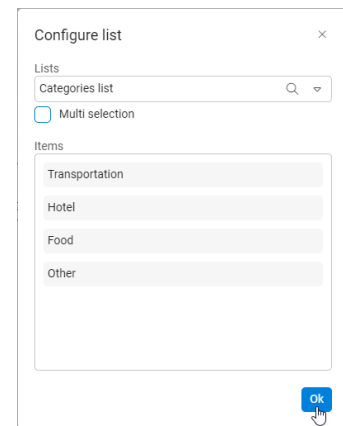 Configure list
Lists
Categories list
Multi selection
Items
Transportation
Hotel
Food
Other
Ok